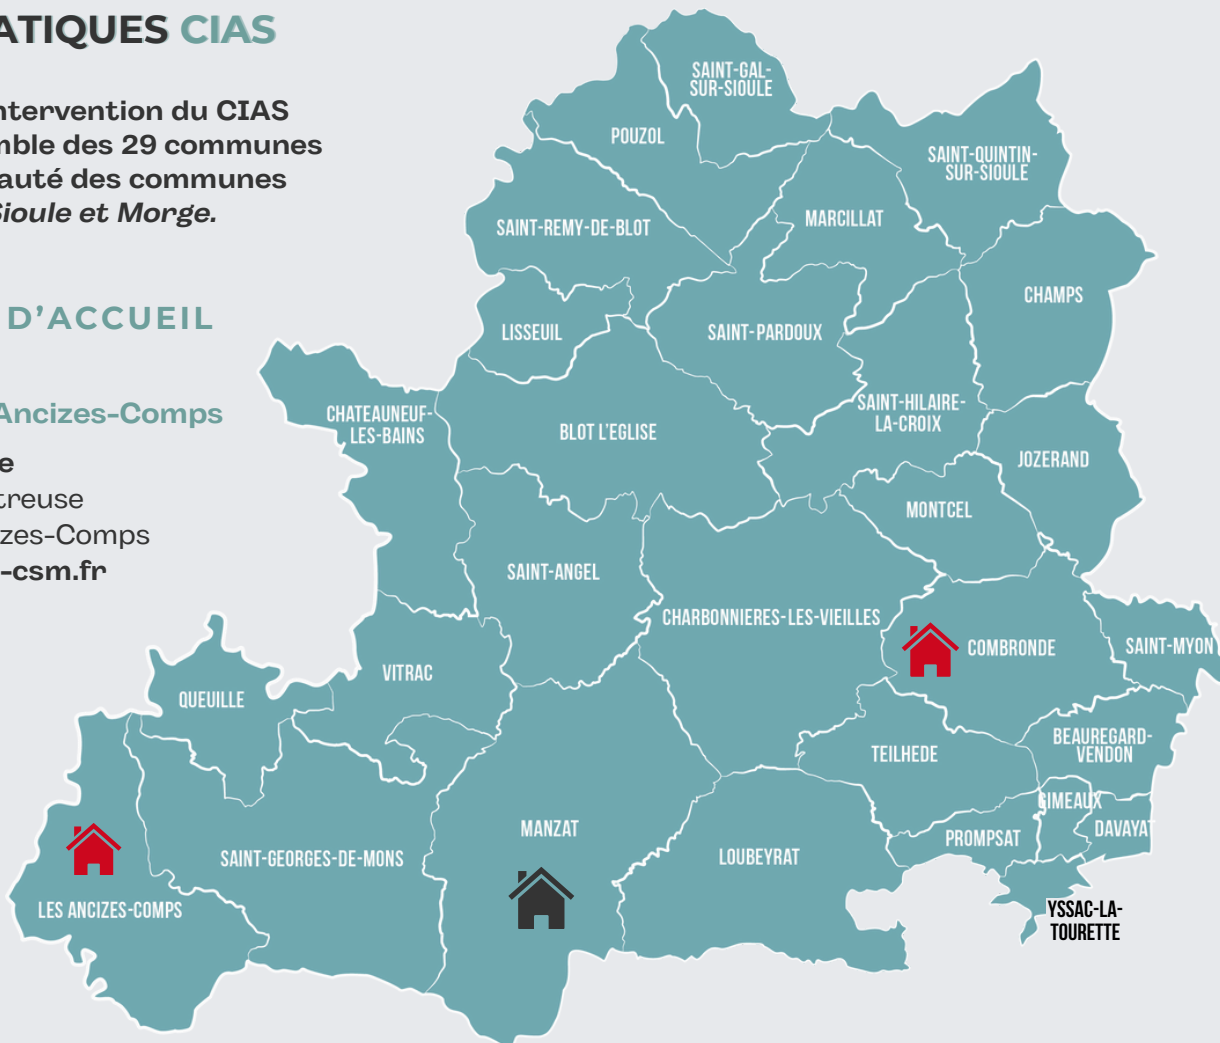 ATIQUES CIAS
ntervention du CIAS
mble des 29 communes
auté des communes
Sioule et Morge.
D’ACCUEIL
Ancizes-Comps
e
treuse
zes-Comps
-csm.fr
SAINT-GAL-
SUR-SIOULE
POUZOL
SAINT-QUINTIN-
SUR-SIOULE
MARCILLAT
SAINT-REMY-DE-BLOT
CHAMPS
LISSEUIL
SAINT-PARDOUX
CHATEAUNEUF-
LES-BAINS
SAINT-HILAIRE-
LA-CROIX
BLOT L'EGLISE
JOZERAND
MONTCEL
SAINT-ANGEL
CHARBONNIERES-LES-VIEILLES
COMBRONDE
SAINT-MYON
VITRAC
QUEUILLE
BEAUREGARD-
VENDON
TEILHEDE
GIMEAUX
MANZAT
PROMPSAT
DAVAYAT
SAINT-GEORGES-DE-MONS
LOUBEYRAT
LES ANCIZES-COMPS
YSSAC-LA-
TOURETTE